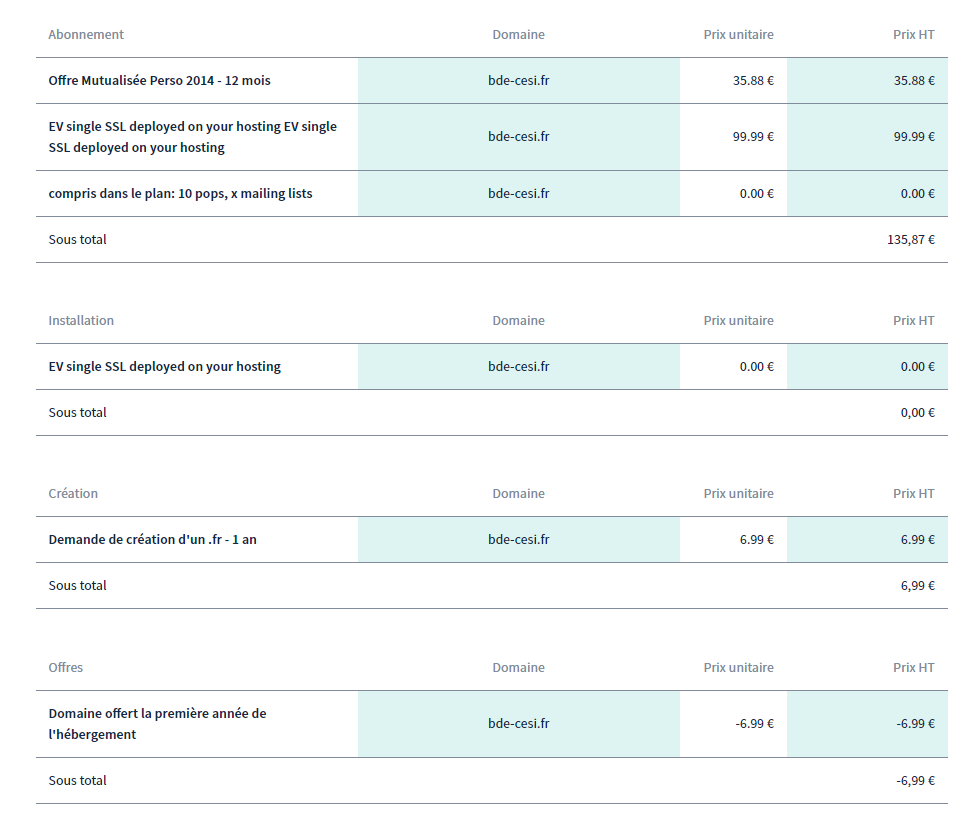 Abonnement Domaine Prix unitaire Prix HT
Offre Mutualisée Perso 2014 - 12 mois bde-cesi.fr 35.88 € 35.88 €
EV single SSL deployed on your hosting EV single
SSL deployed on your hosting bde-cesi.fr 99.99 € 99.99 €
compris dans le plan: 10 pops, x mailing lists bde-cesi.fr 0.00 € 0.00 €
Sous total 135,87 €
Installation Domaine Prix unitaire Prix HT
EV single SSL deployed on your hosting bde-cesi.fr 0.00 € 0.00 €
Sous total 0,00 €
Création Domaine Prix unitaire Prix HT
Demande de création d'un .fr - 1 an bde-cesi.fr 6.99 € 6.99 €
Sous total 6,99 €
Offres Domaine Prix unitaire Prix HT
Domaine offert la première année de
l'hébergement bde-cesi.fr -6.99 € -6.99 €
Sous total -6,99 €